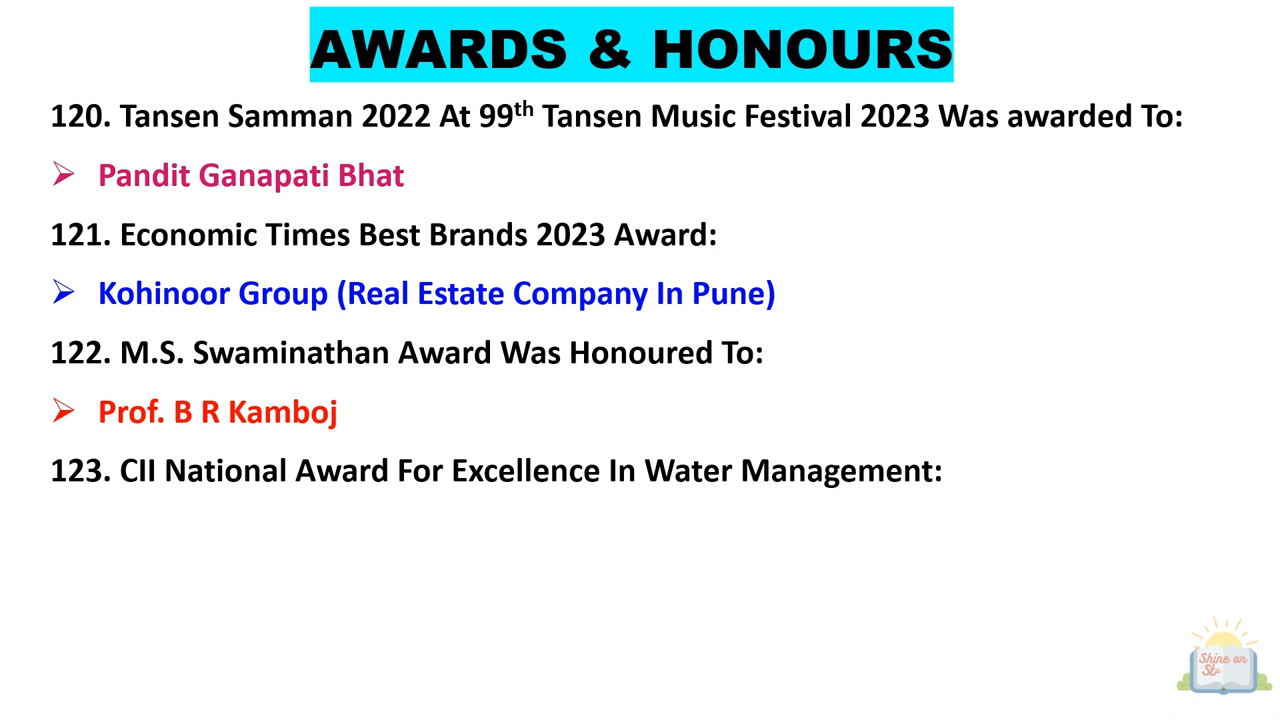 AWARDS & HONOURS
120. Tansen Samman 2022 At 99th Tansen Music Festival 2023 Was awarded To:
➢ Pandit Ganapati Bhat
121. Economic Times Best Brands 2023 Award:
➢ Kohinoor Group (Real Estate Company In Pune)
122. M.S. Swaminathan Award Was Honoured To:
➢ Prof. B R Kamboj
123. CII National Award For Excellence In Water Management:
Shine on